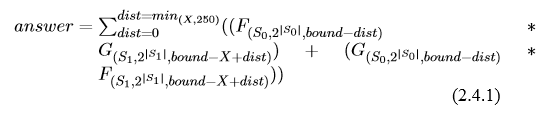 answer = ∑_{dist=0}^{dist=min_{(X,250)}} ((F_{(S_0,2^{|S_0|},bound−dist)} *
G_{(S_1,2^{|S_1|},bound−X+dist)}) + (G_{(S_0,2^{|S_0|},bound−dist)} *
F_{(S_1,2^{|S_1|},bound−X+dist)}))
(2.4.1)